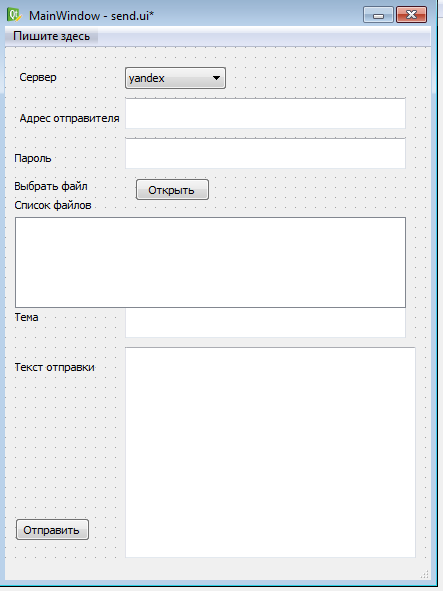 MainWindow - send.ui*
Пишите здесь
Сервер
yandex
Адрес отправителя
Пароль
Выбрать файл
Открыть
Список файлов
Тема
Текст отправки
Отправить